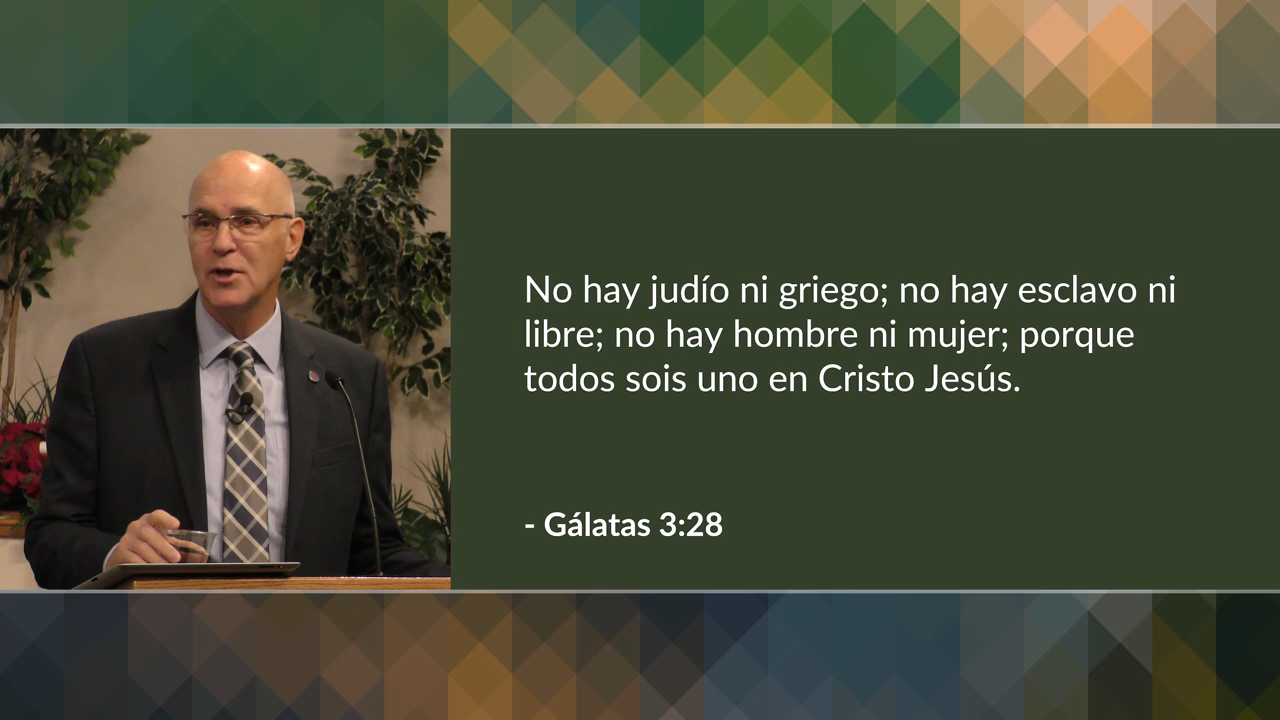 No hay judío ni griego; no hay esclavo ni
libre; no hay hombre ni mujer; porque
todos sois uno en Cristo Jesús.
- Gálatas 3:28